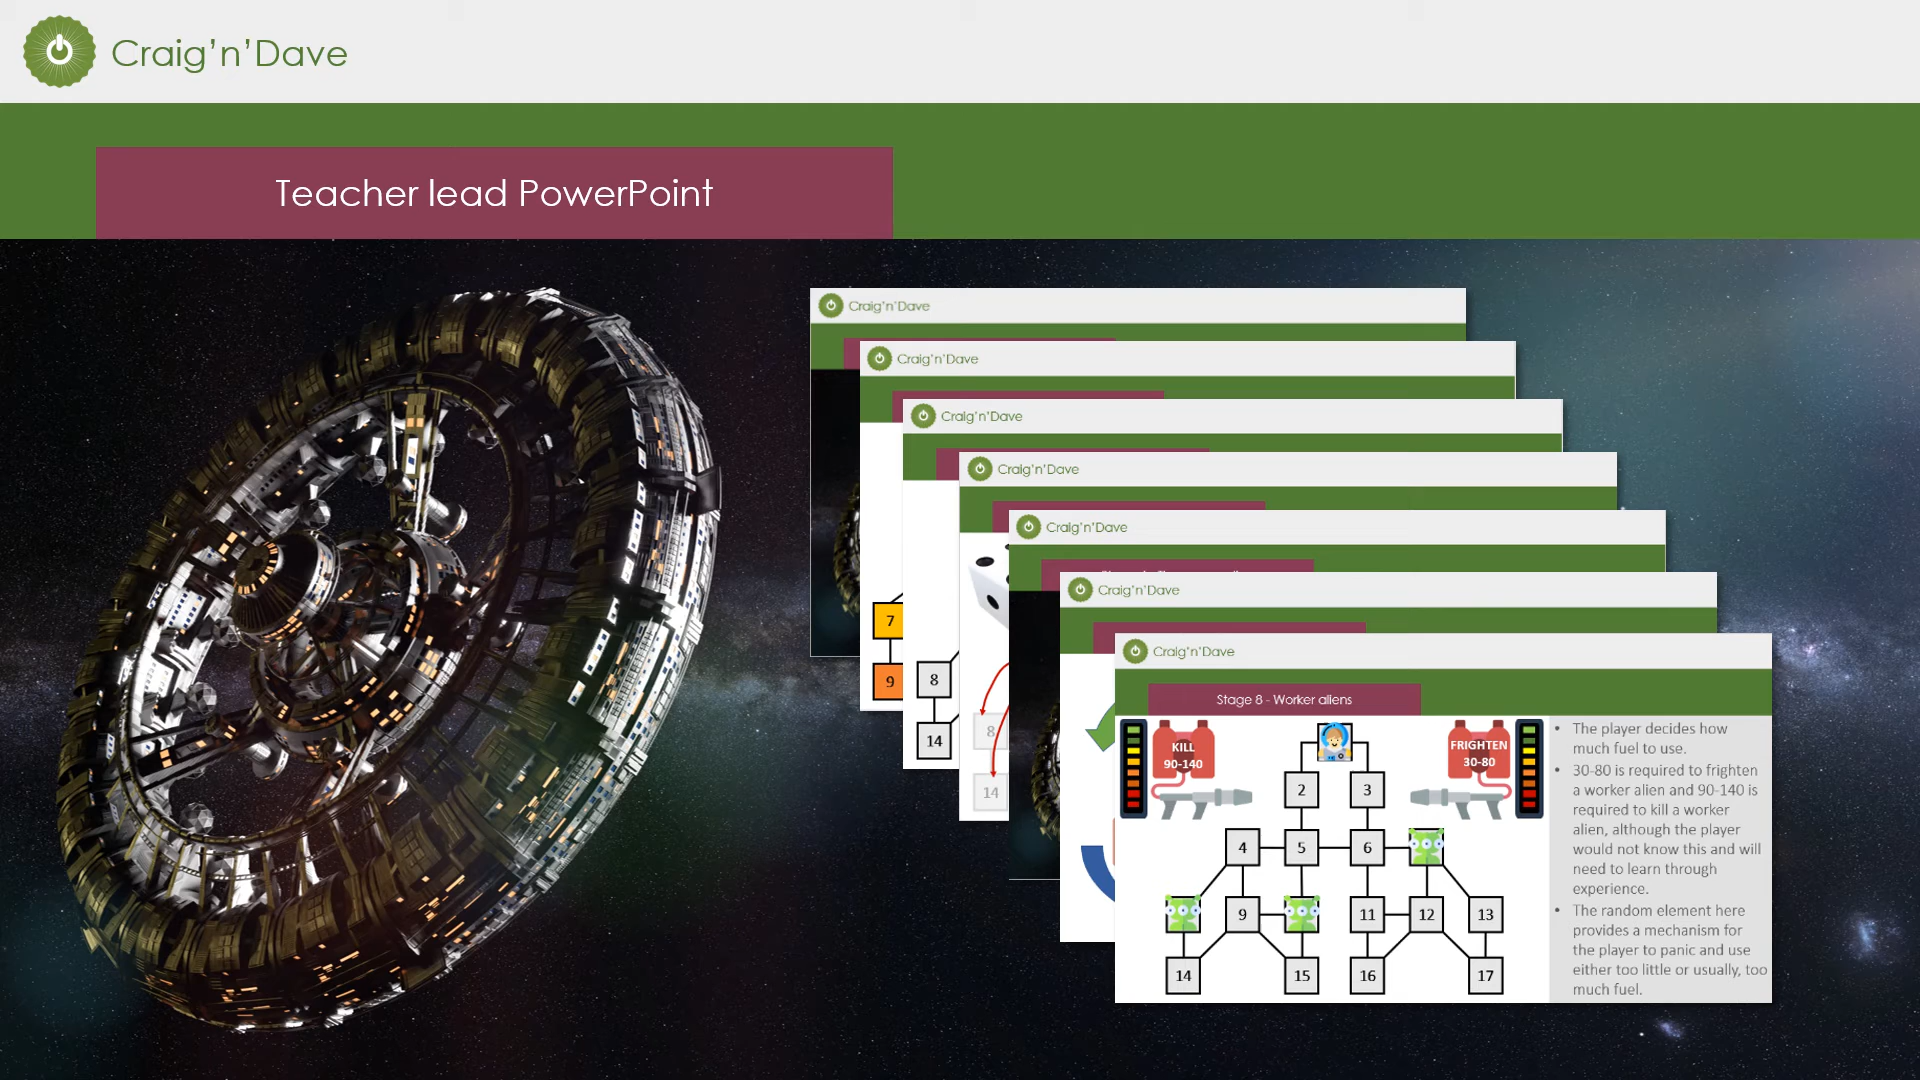 Craig'n'Dave
Teacher lead PowerPoint
Craig'n'Dave
Craig'n'Dave
Craig'n'Dave
Craig'n'Dave
Craig'n'Dave
Craig'n'Dave
Craig'n'Dave
7
9
8
14
8
14
Stage 8 - Worker aliens
KILL
90-140
FRIGHTEN
30-80
2
3
4
5
6
9
11
12
13
14
15
16
17
• The player decides how
much fuel to use.
• 30-80 is required to frighten
a worker alien and 90-140 is
required to kill a worker
alien, although the player
would not know this and will
need to learn through
experience.
• The random element here
provides a mechanism for
the player to panic and use
either too little or usually, too
much fuel.